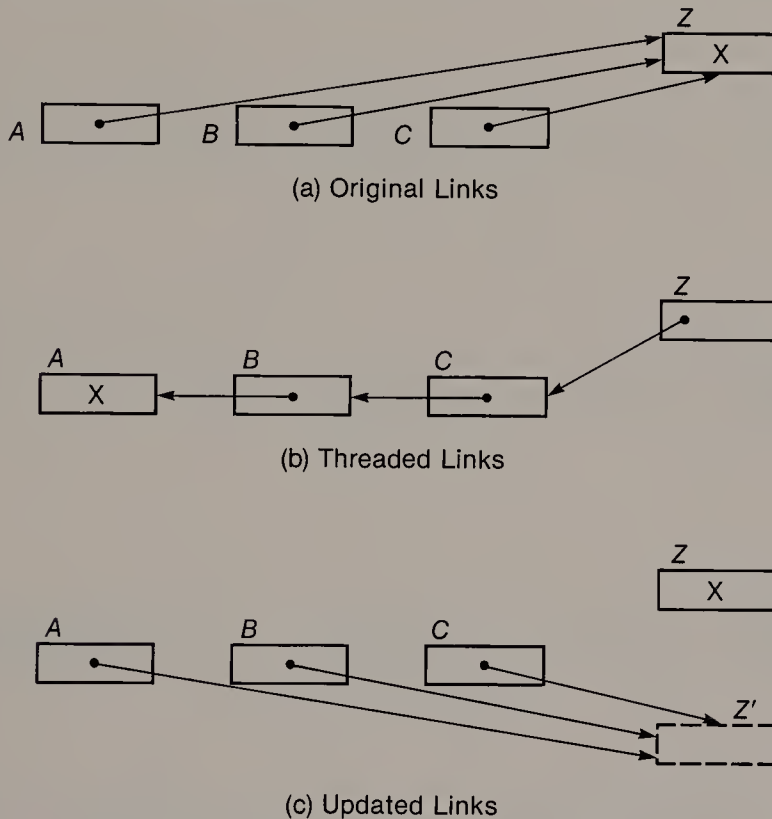 Z
X
A
B
C
(a) Original Links
Z
A
B
C
X
(b) Threaded Links
Z
X
A
B
C
Z′
(c) Updated Links